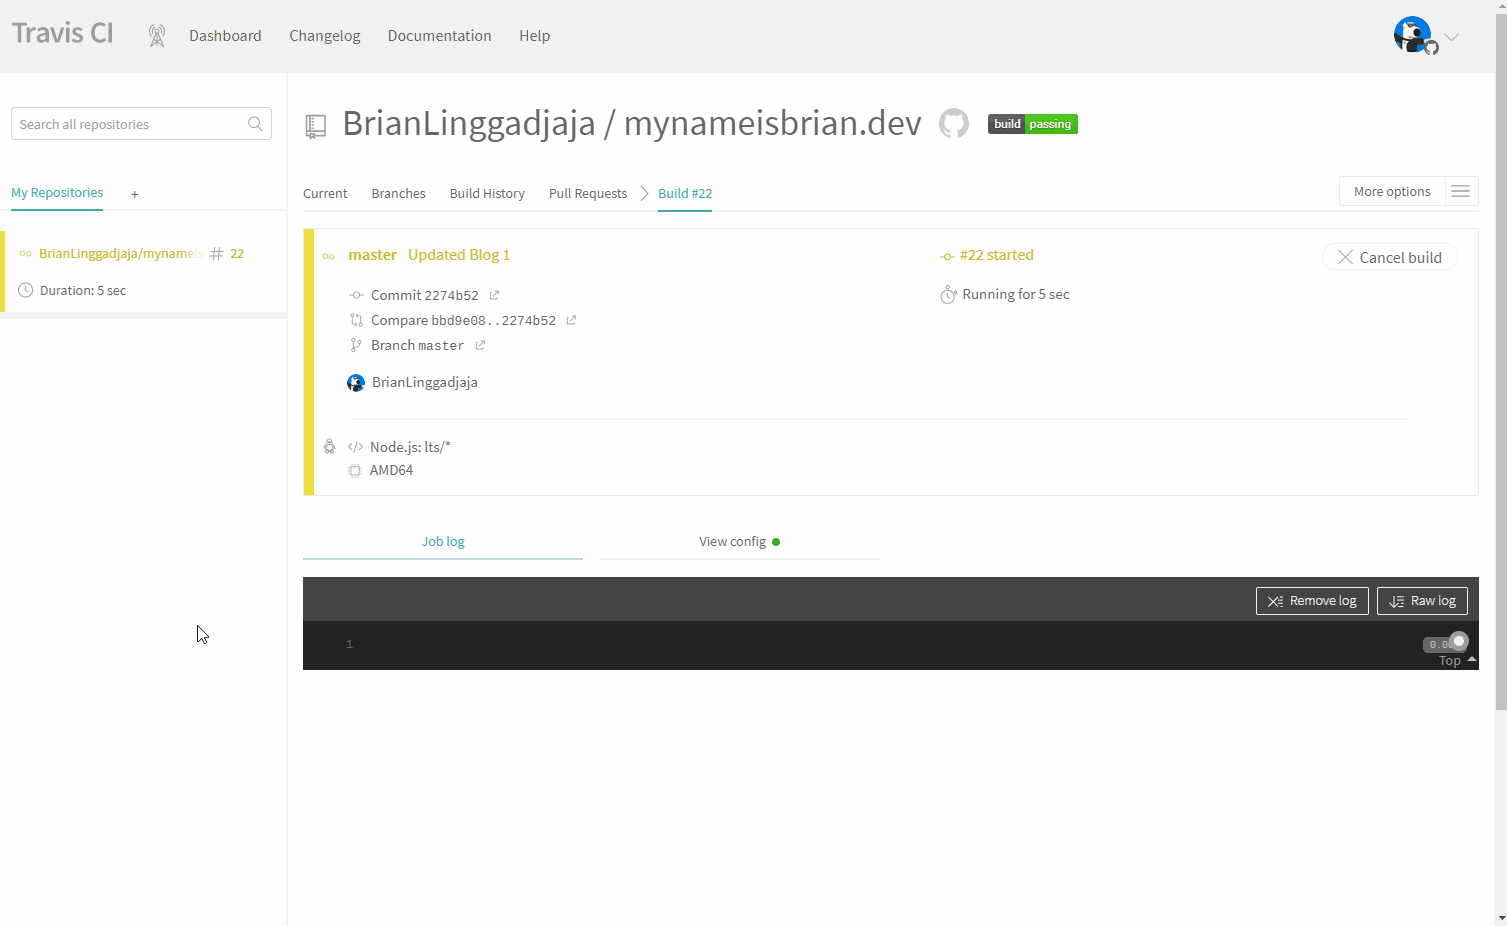 Travis CI
Dashboard Changelog Documentation Help
Search all repositories
My Repositories +
BrianLinggadjaja/mynameis # 22
Duration: 5 sec
BrianLinggadjaja / mynameisbrian.dev build passing
Current Branches Build History Pull Requests Build #22 More options
master Updated Blog 1 #22 started Cancel build
Commit 2274b52 Running for 5 sec
Compare bbd9e08..2274b52
Branch master
BrianLinggadjaja
Node.js: lts/*
AMD64
Job log View config
Remove log Raw log
1
Top